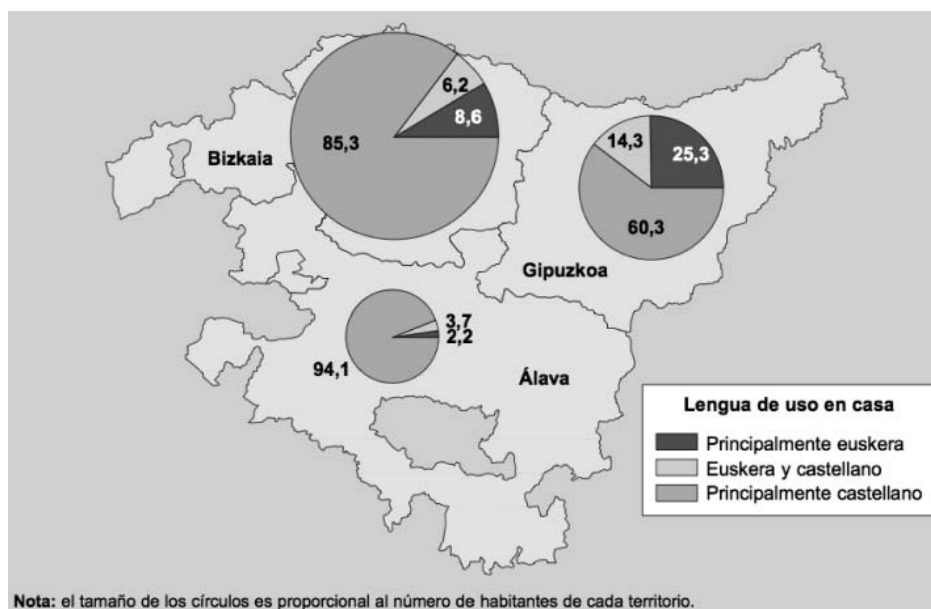 6,2
8,6
85,3
Bizkaia
14,3
25,3
60,3
Gipuzkoa
3,7
2,2
94,1
Álava
Lengua de uso en casa
Principalmente euskera
Euskera y castellano
Principalmente castellano
Nota: el tamaño de los círculos es proporcional al número de habitantes de cada territorio.